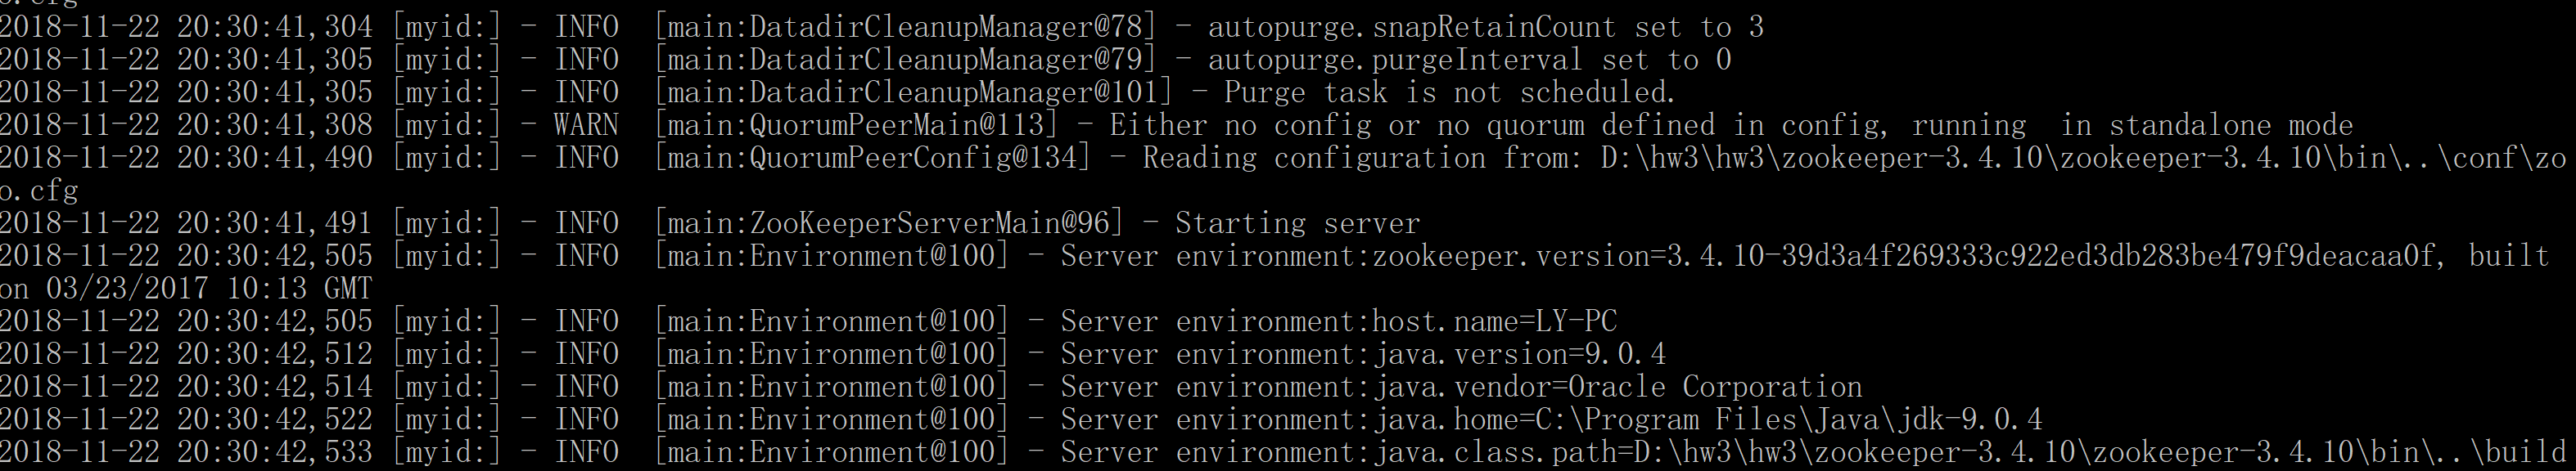 o.cfg
2018-11-22 20:30:41,304 [myid:] - INFO  [main:DatadirCleanupManager@78] - autopurge.snapRetainCount set to 3
2018-11-22 20:30:41,305 [myid:] - INFO  [main:DatadirCleanupManager@79] - autopurge.purgeInterval set to 0
2018-11-22 20:30:41,305 [myid:] - INFO  [main:DatadirCleanupManager@101] - Purge task is not scheduled.
2018-11-22 20:30:41,308 [myid:] - WARN  [main:QuorumPeerMain@113] - Either no config or no quorum defined in config, running  in standalone mode
2018-11-22 20:30:41,490 [myid:] - INFO  [main:QuorumPeerConfig@134] - Reading configuration from: D:\hw3\hw3\zookeeper-3.4.10\zookeeper-3.4.10\bin\..\conf\zo
o.cfg
2018-11-22 20:30:41,491 [myid:] - INFO  [main:ZooKeeperServerMain@96] - Starting server
2018-11-22 20:30:42,505 [myid:] - INFO  [main:Environment@100] - Server environment:zookeeper.version=3.4.10-39d3a4f269333c922ed3db283be479f9deacaa0f, built
on 03/23/2017 10:13 GMT
2018-11-22 20:30:42,505 [myid:] - INFO  [main:Environment@100] - Server environment:host.name=LY-PC
2018-11-22 20:30:42,512 [myid:] - INFO  [main:Environment@100] - Server environment:java.version=9.0.4
2018-11-22 20:30:42,514 [myid:] - INFO  [main:Environment@100] - Server environment:java.vendor=Oracle Corporation
2018-11-22 20:30:42,522 [myid:] - INFO  [main:Environment@100] - Server environment:java.home=C:\Program Files\Java\jdk-9.0.4
2018-11-22 20:30:42,533 [myid:] - INFO  [main:Environment@100] - Server environment:java.class.path=D:\hw3\hw3\zookeeper-3.4.10\zookeeper-3.4.10\bin\..\build